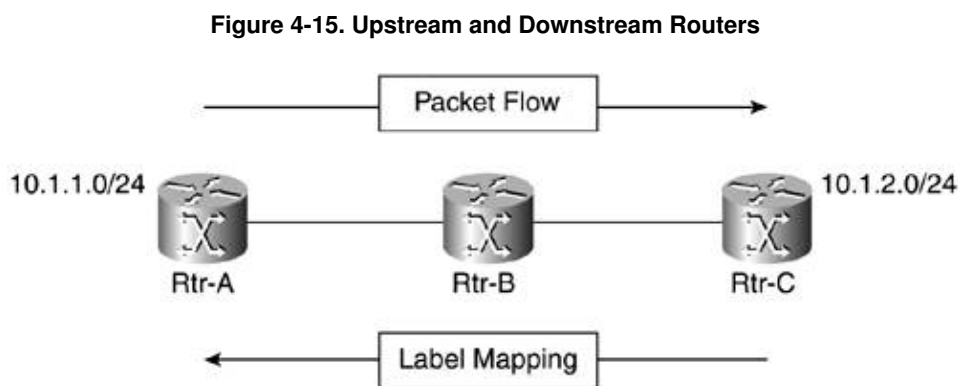 Figure 4-15. Upstream and Downstream Routers
Packet Flow
10.1.1.0/24
10.1.2.0/24
Rtr-A
Rtr-B
Rtr-C
Label Mapping